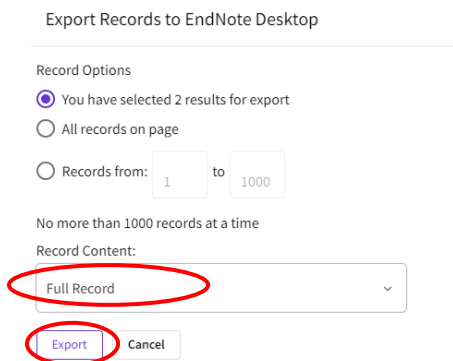 Export Records to EndNote Desktop
Record Options
You have selected 2 results for export
All records on page
Records from: 1 to 1000
No more than 1000 records at a time
Record Content:
Full Record
Export Cancel